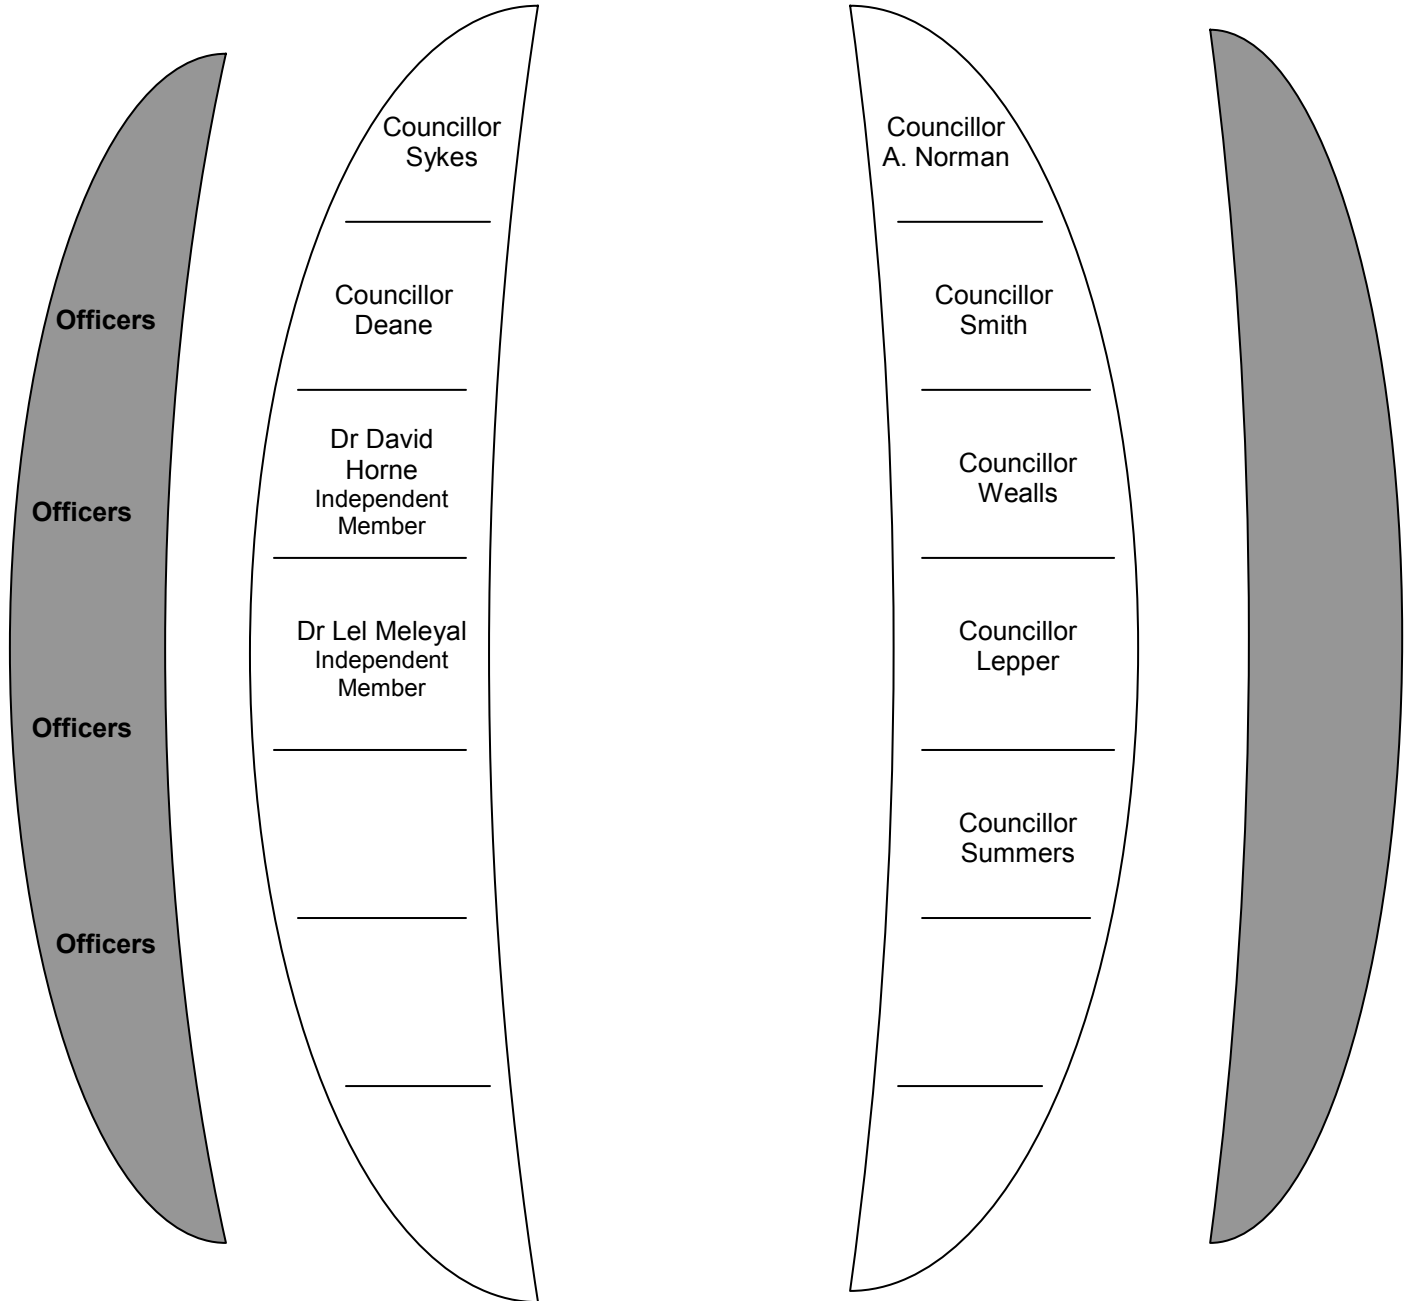 Councillor
Sykes
Councillor
A. Norman
Officers
Councillor
Deane
Councillor
Smith
Officers
Dr David
Horne
Independent
Member
Councillor
Wealls
Officers
Dr Lel Meleyal
Independent
Member
Councillor
Lepper
Councillor
Summers
Officers